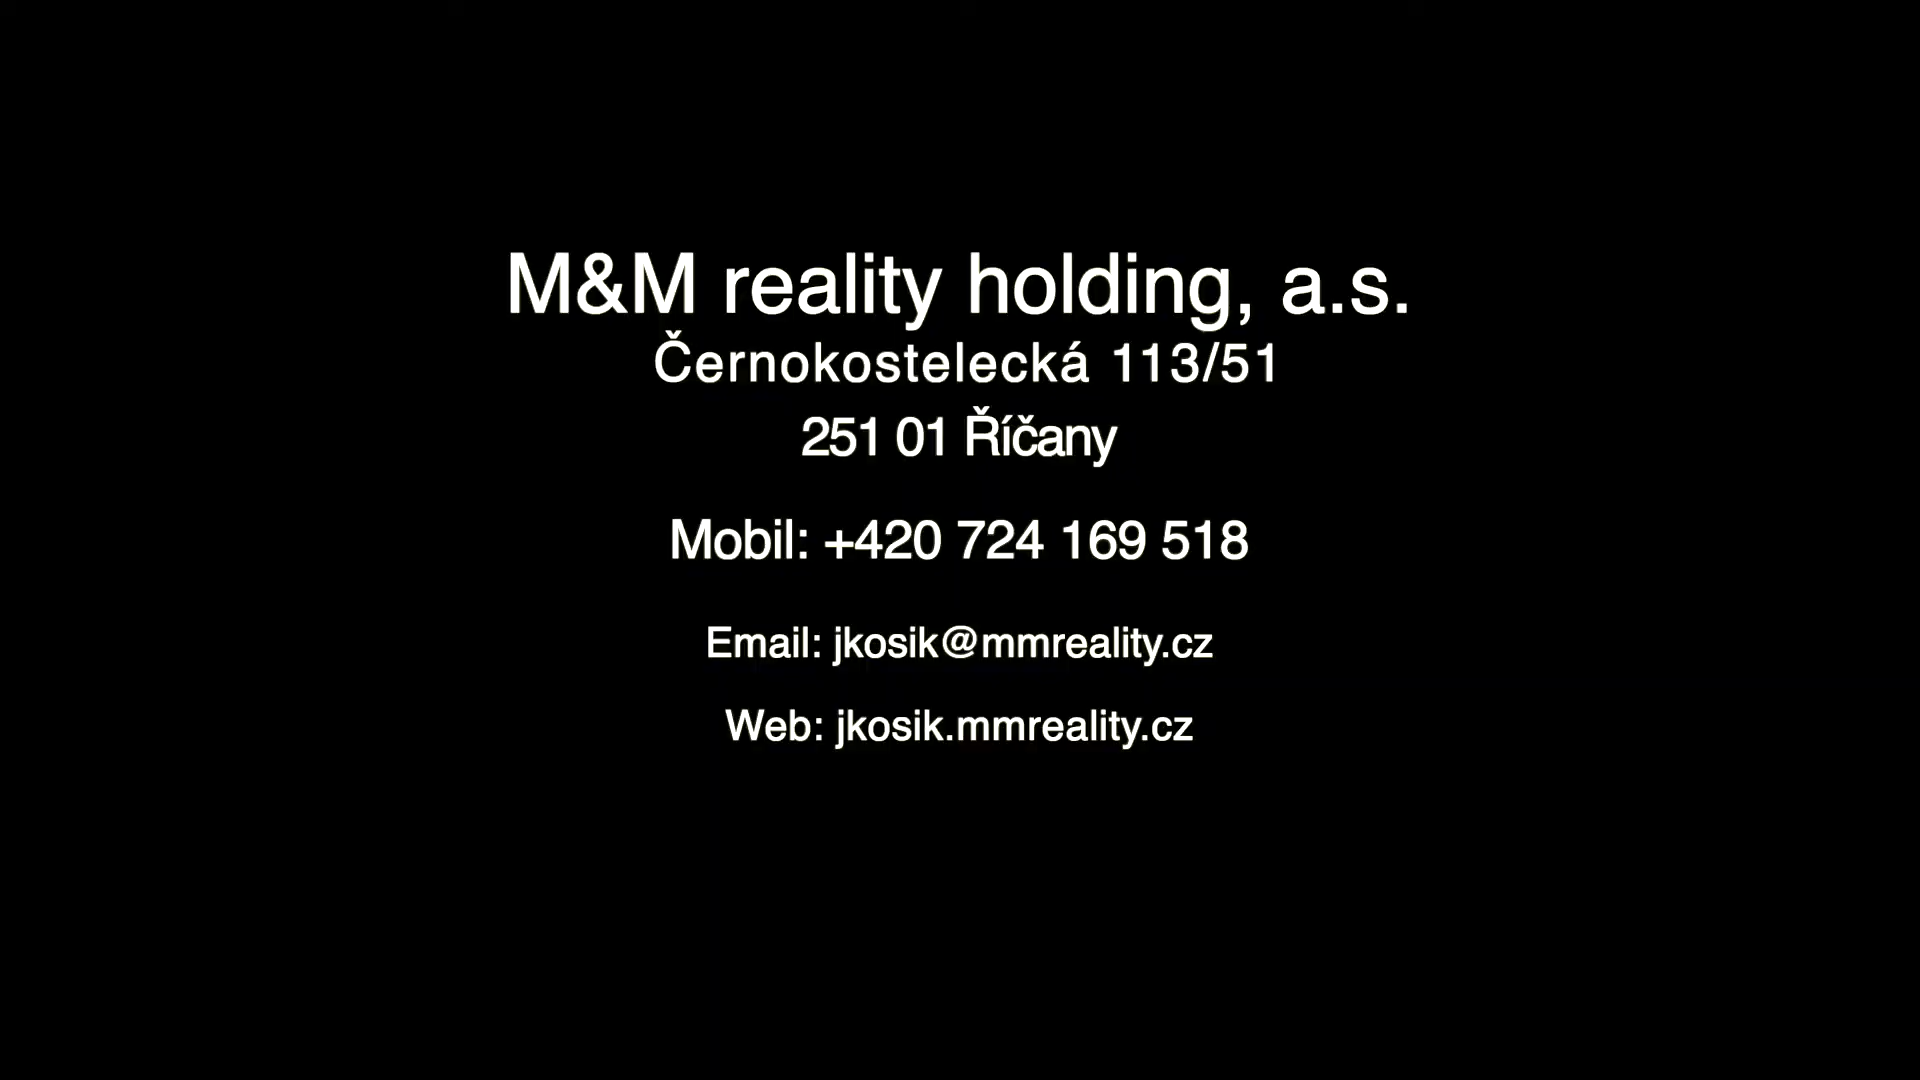 M&M reality holding, a.s.
Černokostelecká 113/51
251 01 Říčany
Mobil: +420 724 169 518
Email: jkosik@mmreality.cz
Web: jkosik.mmreality.cz